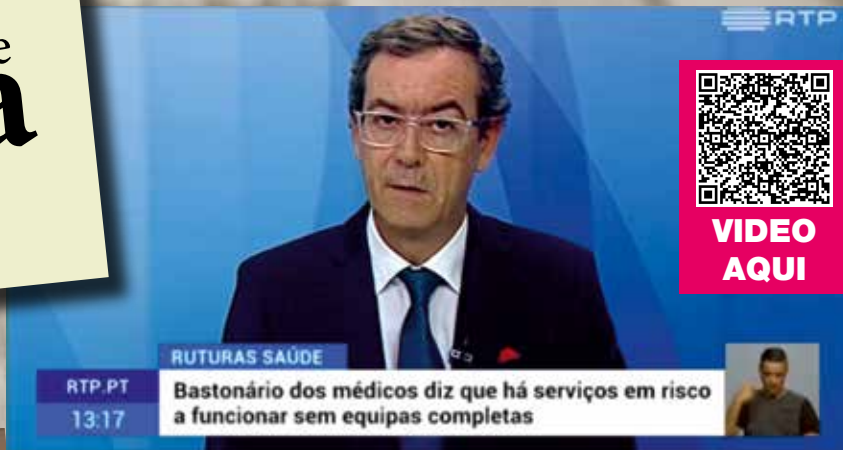 e
a
RTP
VIDEO
AQUI
RUTURAS SAÚDE
RTP.PT
13:17
Bastonário dos médicos diz que há serviços em risco
a funcionar sem equipas completas